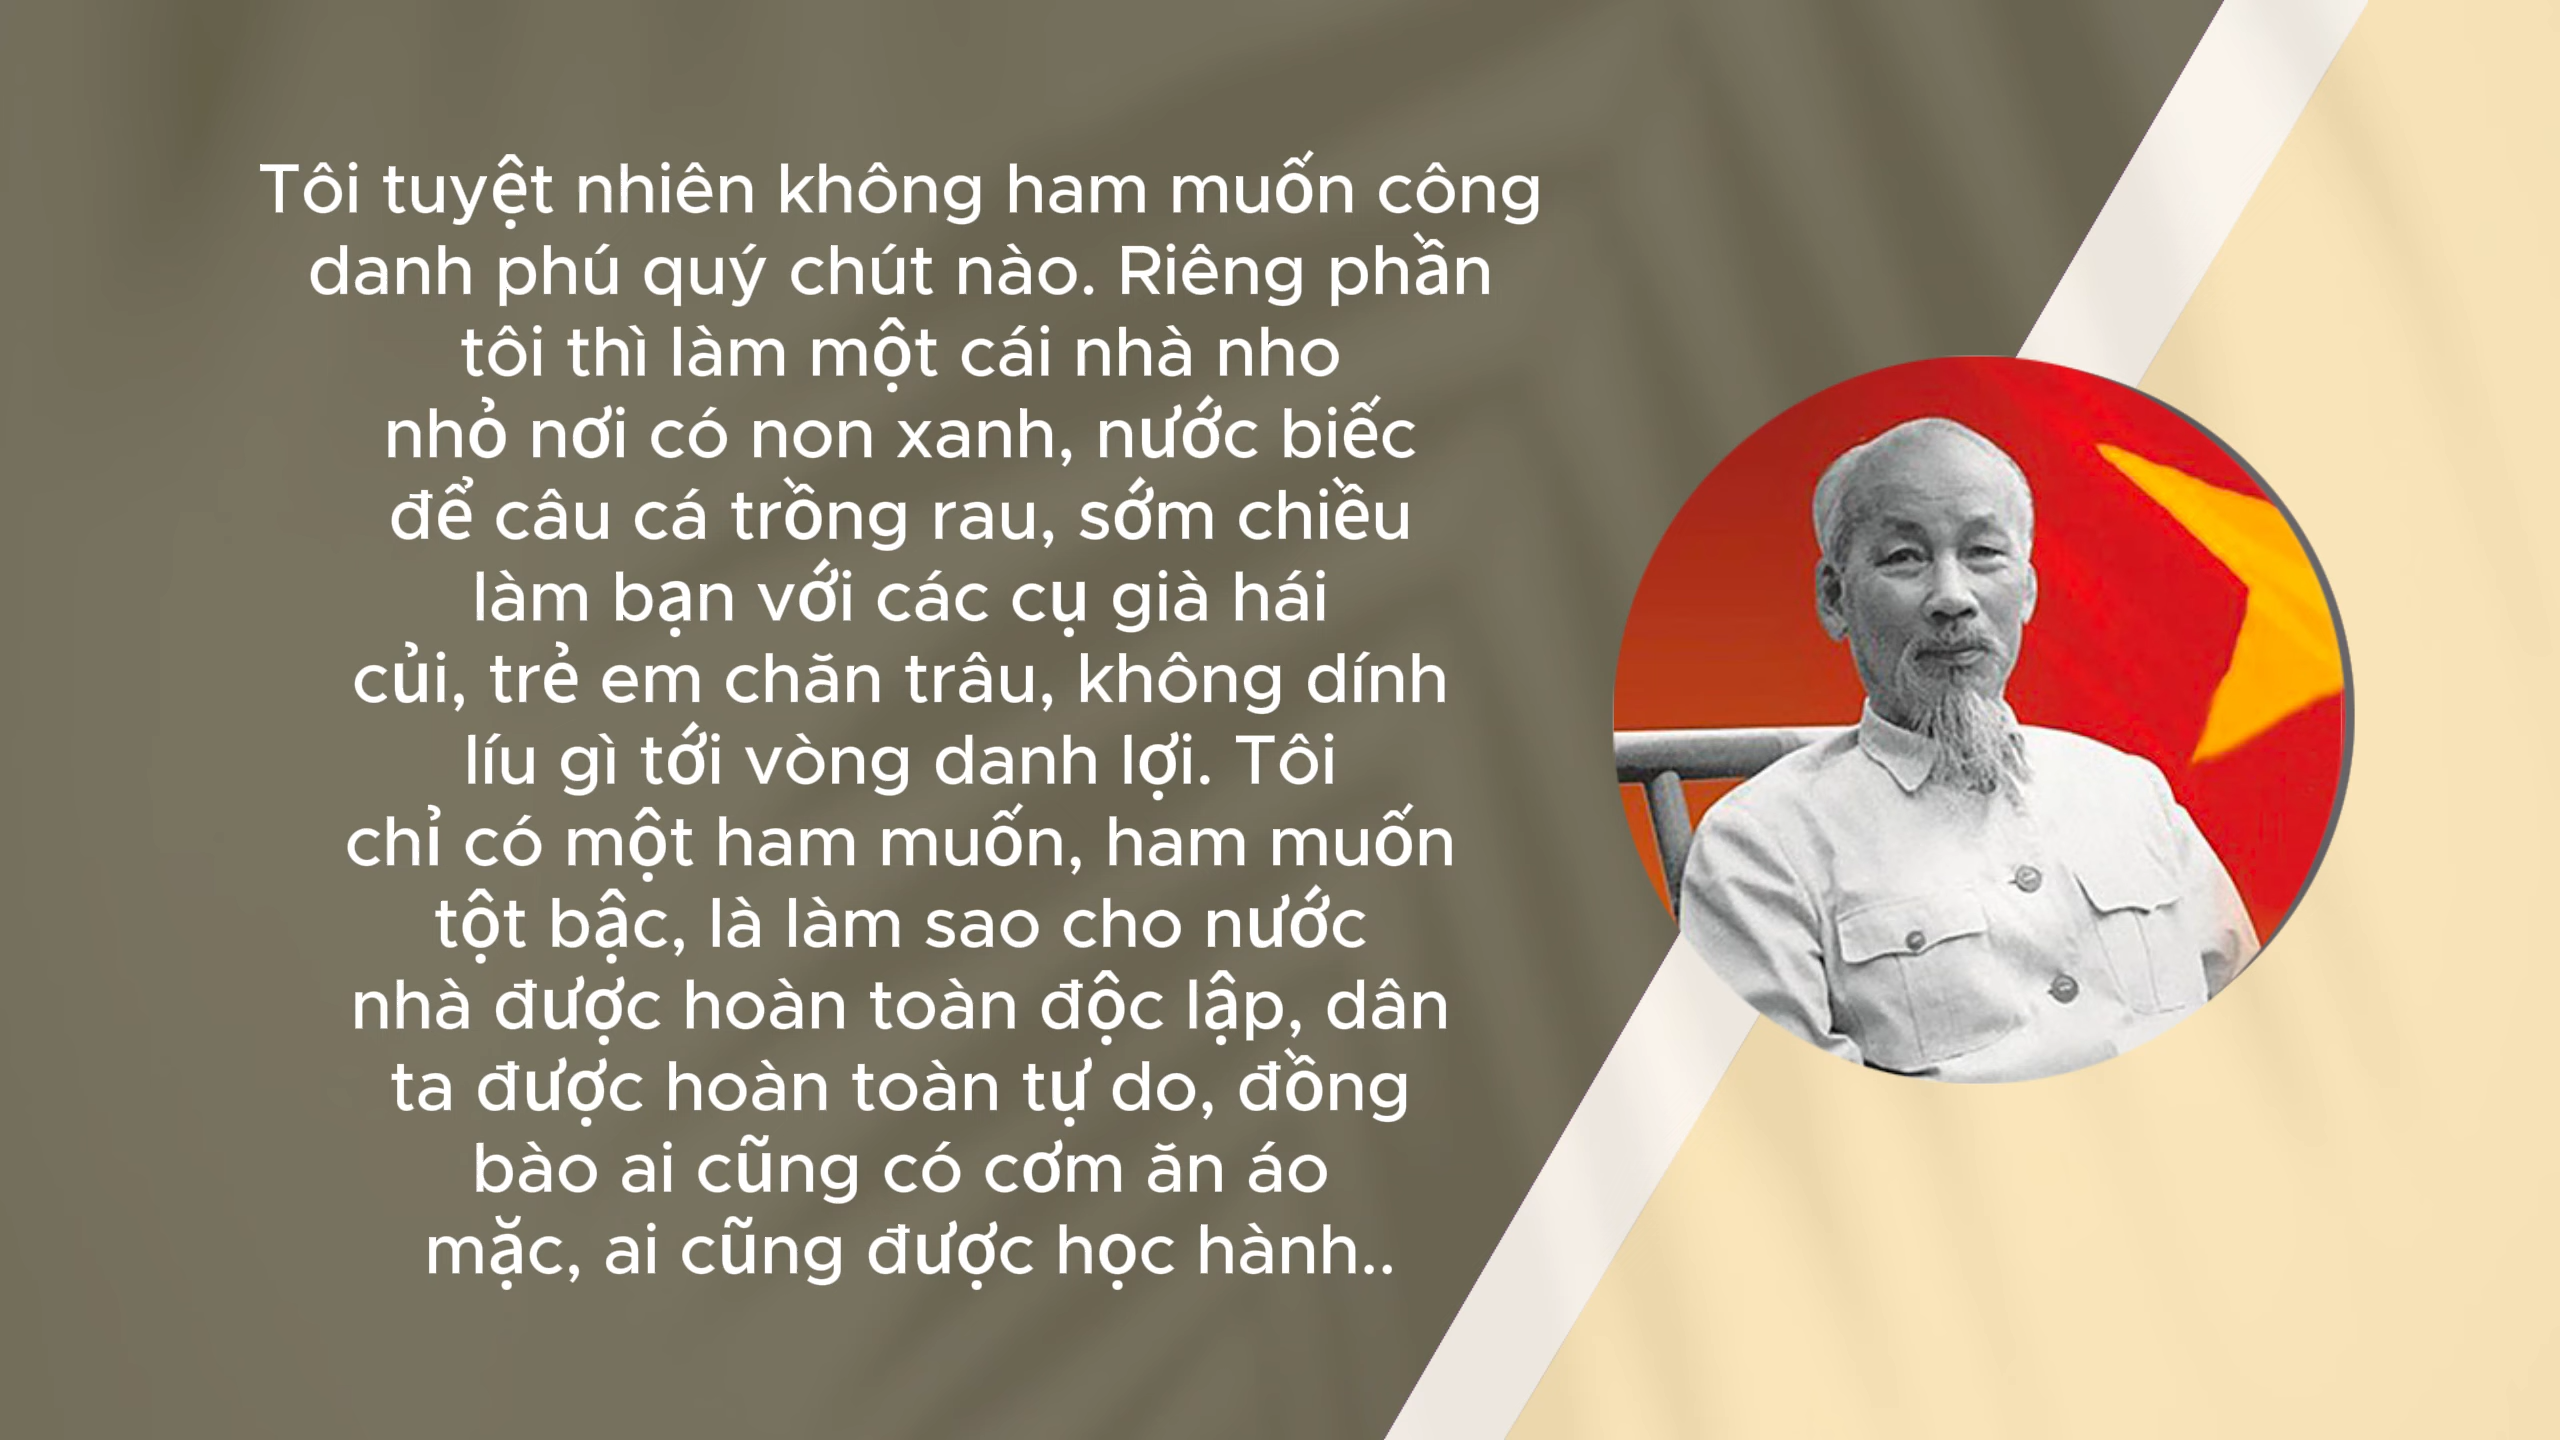 Tôi tuyệt nhiên không ham muốn công
danh phú quý chút nào. Riêng phần
tôi thì làm một cái nhà nho
nhỏ nơi có non xanh, nước biếc
để câu cá trồng rau, sớm chiều
làm bạn với các cụ già hái
củi, trẻ em chăn trâu, không dính
líu gì tới vòng danh lợi. Tôi
chỉ có một ham muốn, ham muốn
tột bậc, là làm sao cho nước
nhà được hoàn toàn độc lập, dân
ta được hoàn toàn tự do, đồng
bào ai cũng có cơm ăn áo
mặc, ai cũng được học hành..